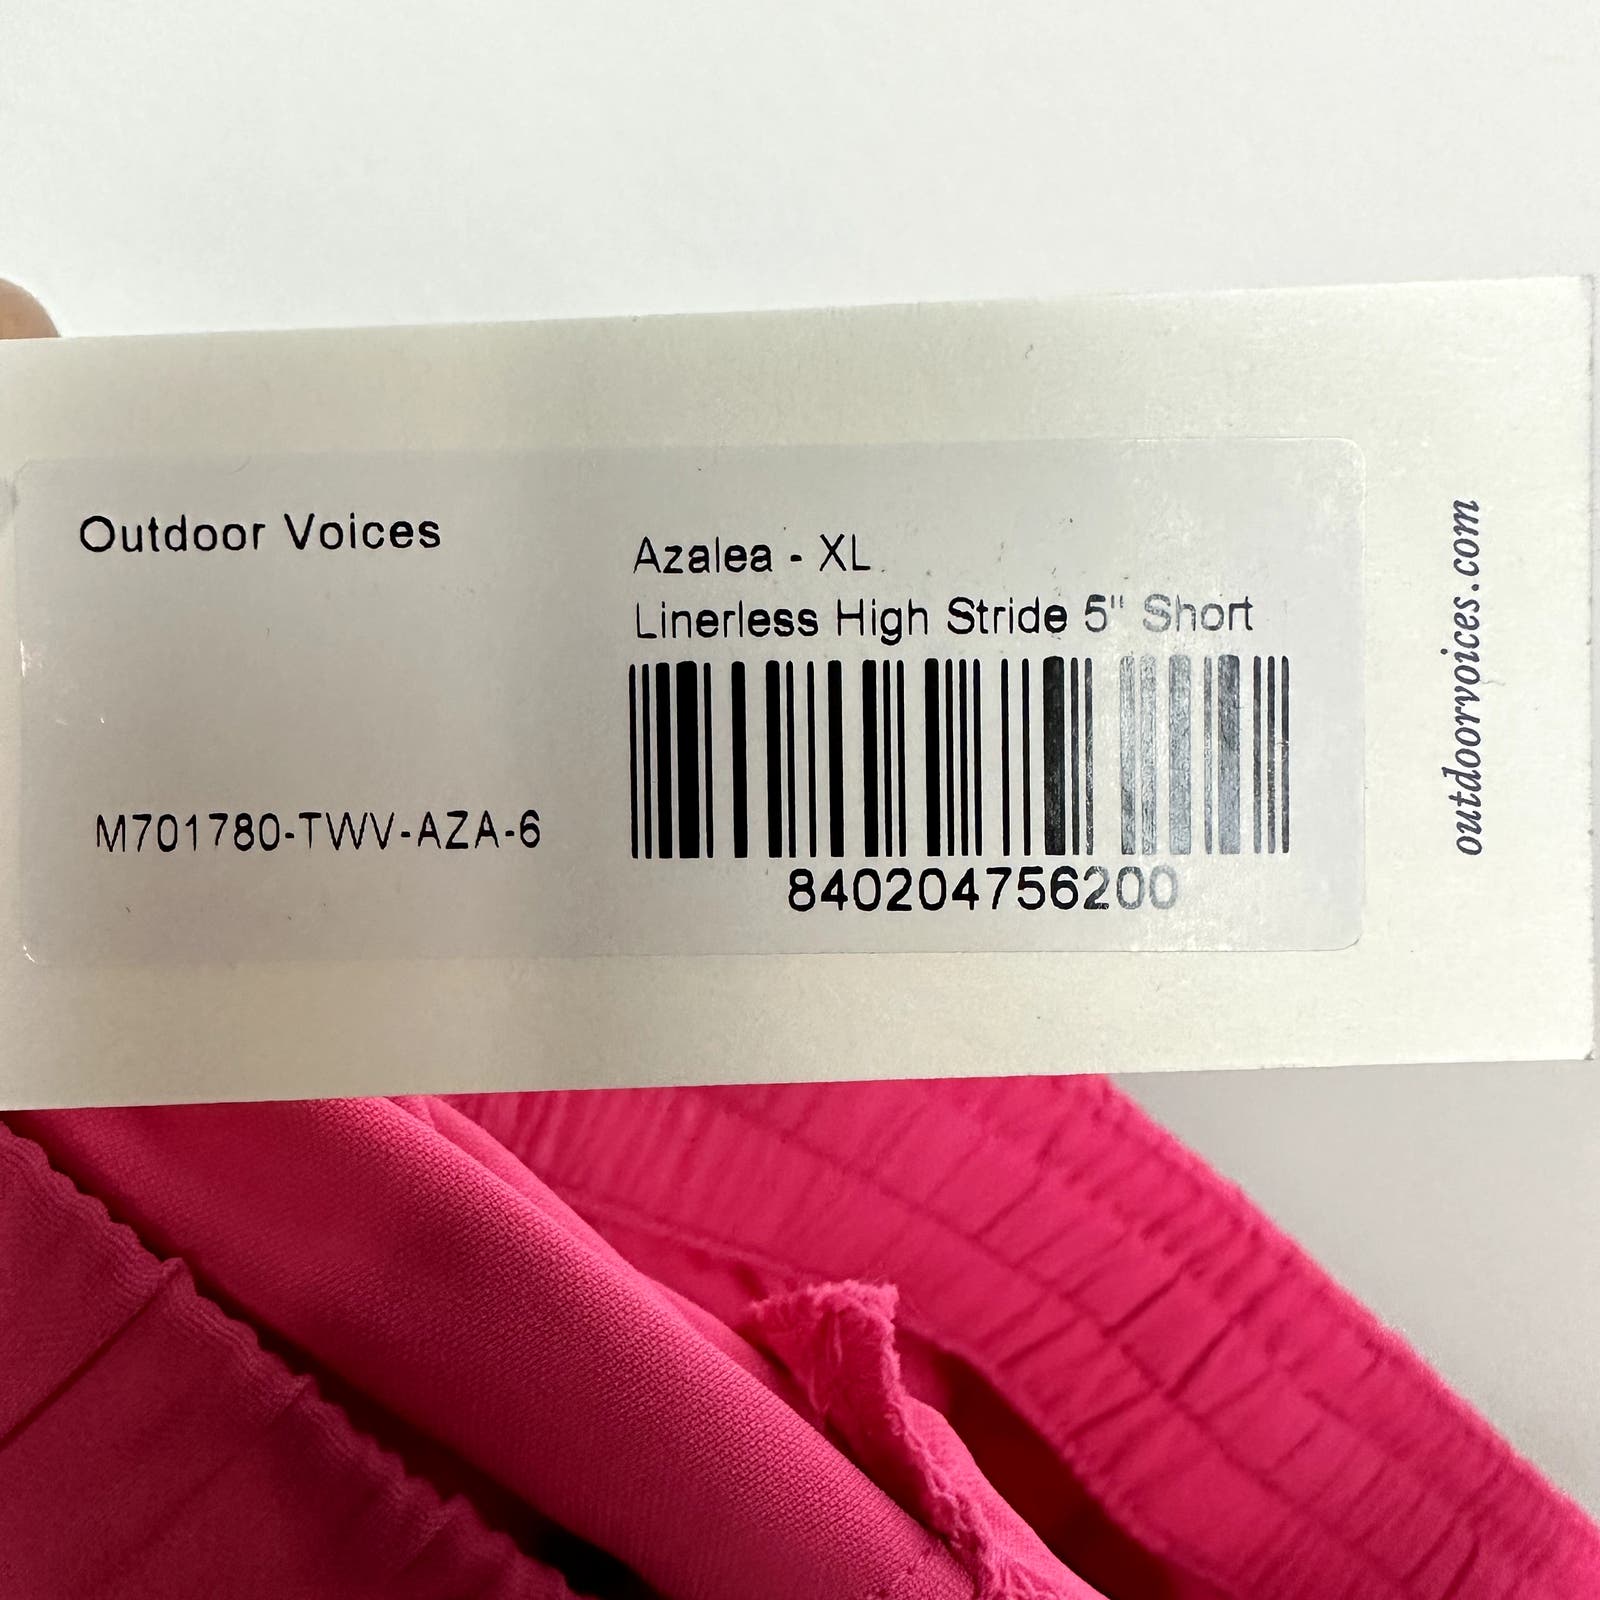 Outdoor Voices
Azalea - XL
Linerless High Stride 5" Short
M701780-TWV-AZA-6
840204756200
outdoorvoices.com